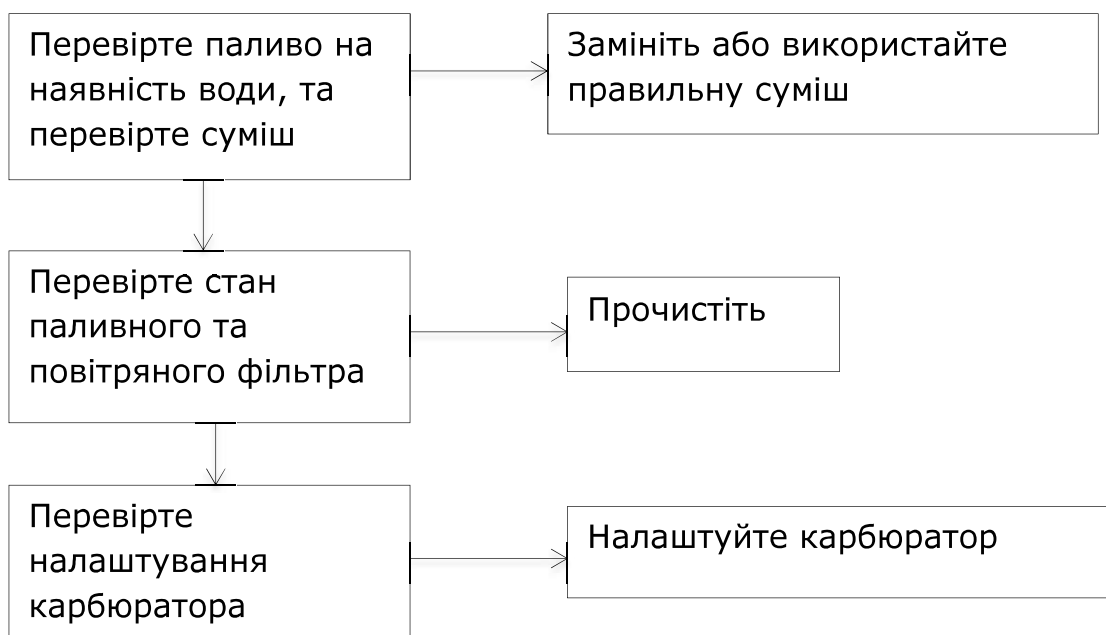 Перевірте паливо на
наявність води, та
перевірте суміш
Замініть або використайте
правильну суміш
Перевірте стан
паливного та
повітряного фільтра
Прочистіть
Перевірте
налаштування
карбюратора
Налаштуйте карбюратор